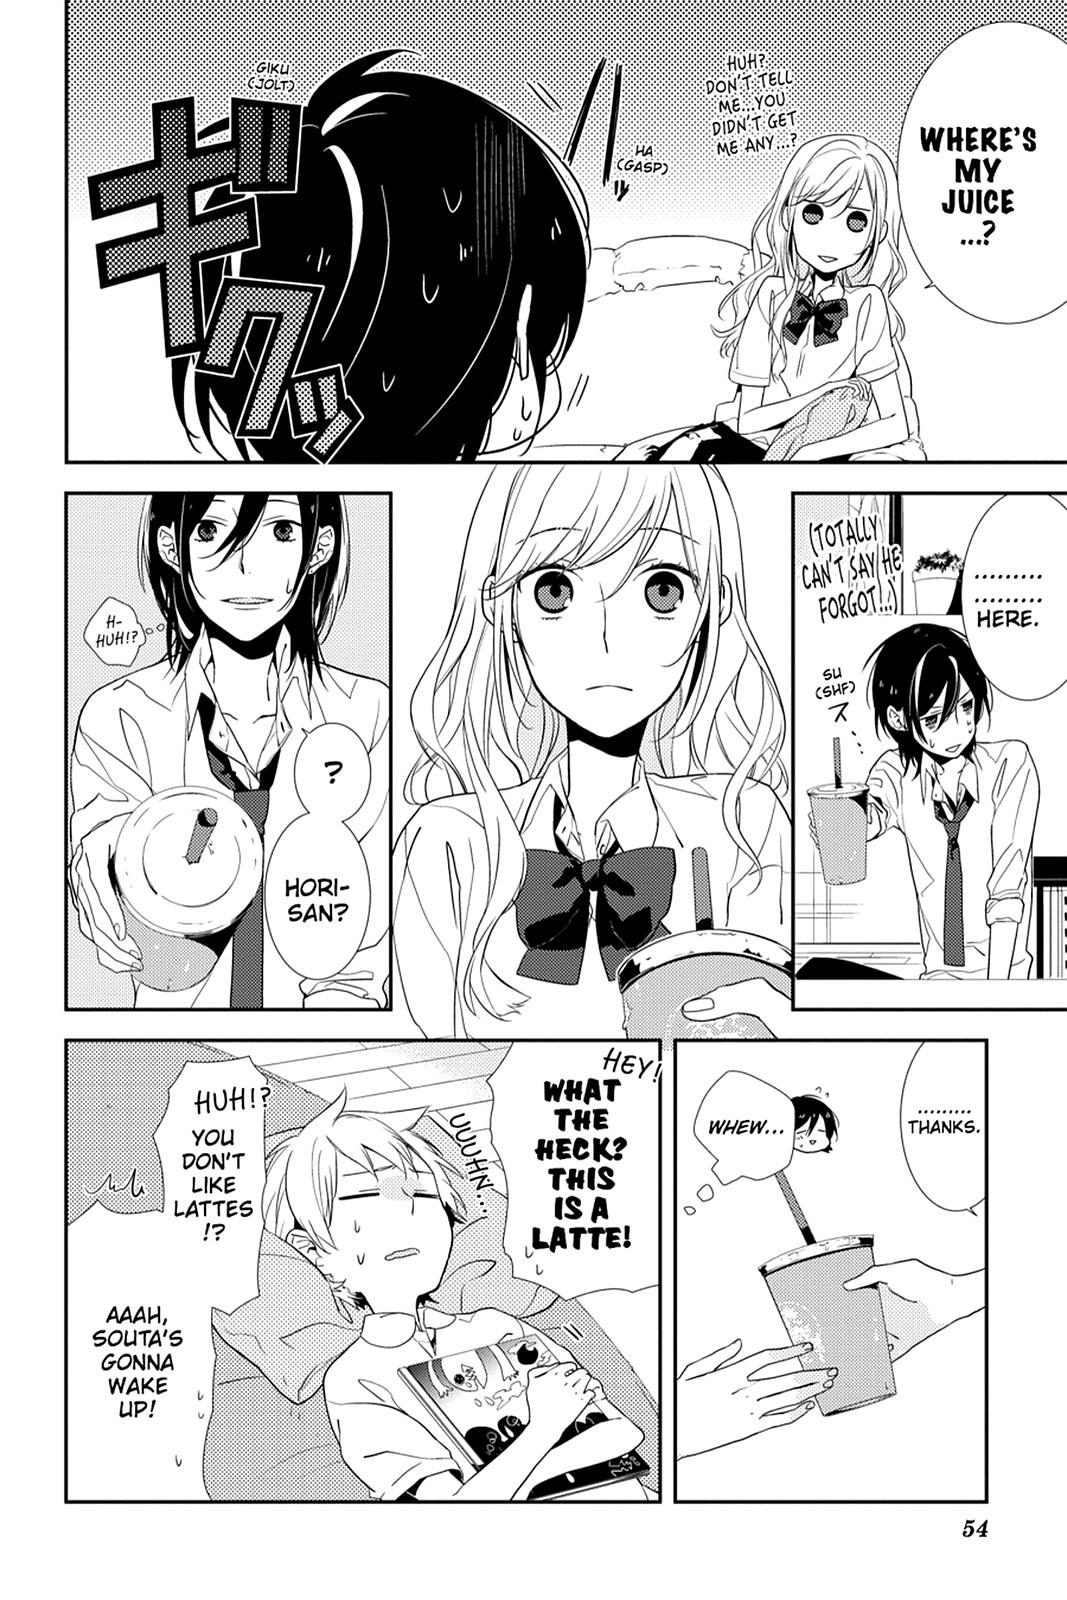 WHERE'S
MY
JUICE
....?
HUH?
DON'T TELL
ME...YOU
DIDN'T GET
ME ANY...?
HA
(GASP)
GIKU
(JOLT)
ギクッ
..........
..........
HERE.
(TOTALLY
CAN'T SAY HE
FORGOT...)
SU
(SHF)
ス
?
HORI-
SAN?
H-
HUH!?
.........
THANKS.
WHEW...
HEY!
WHAT
THE
HECK?
THIS
IS A
LATTE!
UUUHN...
HUH!?
YOU
DON'T
LIKE
LATTES
!?
AAAH,
SOUTA'S
GONNA
WAKE
UP!
54